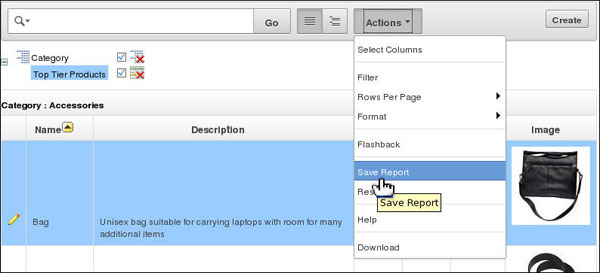 Go
Actions
Create
Select Columns
Category
Top Tier Products
Filter
Rows Per Page
Format
Category : Accessories
Name
Description
Image
Flashback
Save Report
Save Report
Help
Download
Bag
Unisex bag suitable for carrying laptops with room for many
additional items